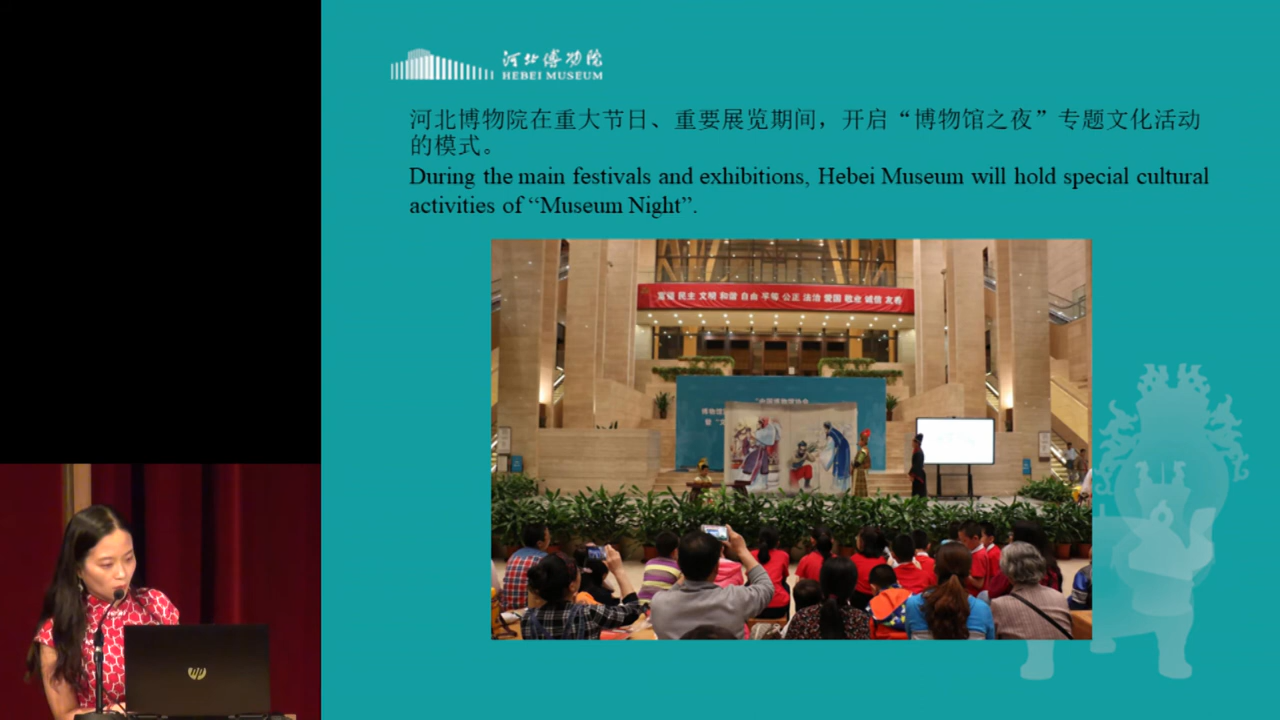 河北博物院
HEBEI MUSEUM
河北博物院在重大节日、重要展览期间，开启“博物馆之夜”专题文化活动
的模式。
During the main festivals and exhibitions, Hebei Museum will hold special cultural
activities of “Museum Night”.
富强 民主 文明 和谐 自由 平等 公正 法治 爱国 敬业 诚信 友善
hp